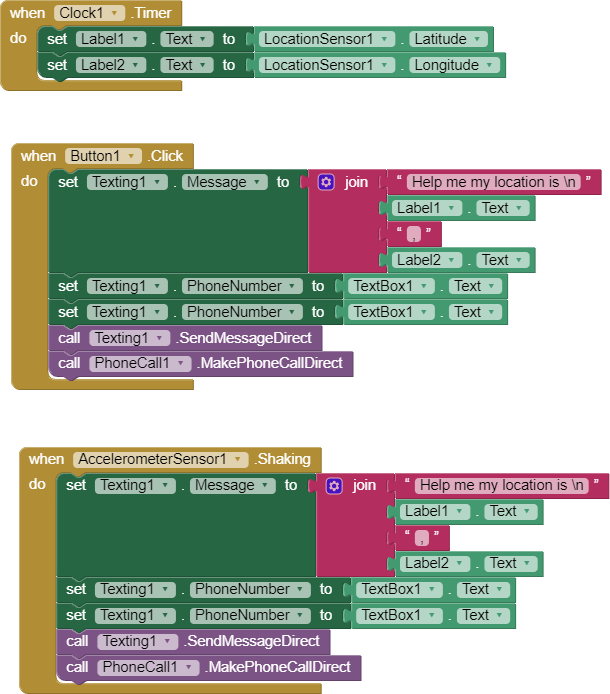 when Clock1 .Timer
do set Label1 . Text to LocationSensor1 . Latitude
set Label2 . Text to LocationSensor1 . Longitude
when Button1 .Click
do set Texting1 . Message to join " Help me my location is \n "
Label1 . Text
" , "
Label2 . Text
set Texting1 . PhoneNumber to TextBox1 . Text
set Texting1 . PhoneNumber to TextBox1 . Text
call Texting1 .SendMessageDirect
call PhoneCall1 .MakePhoneCallDirect
when AccelerometerSensor1 .Shaking
do set Texting1 . Message to join " Help me my location is \n "
Label1 . Text
" , "
Label2 . Text
set Texting1 . PhoneNumber to TextBox1 . Text
set Texting1 . PhoneNumber to TextBox1 . Text
call Texting1 .SendMessageDirect
call PhoneCall1 .MakePhoneCallDirect